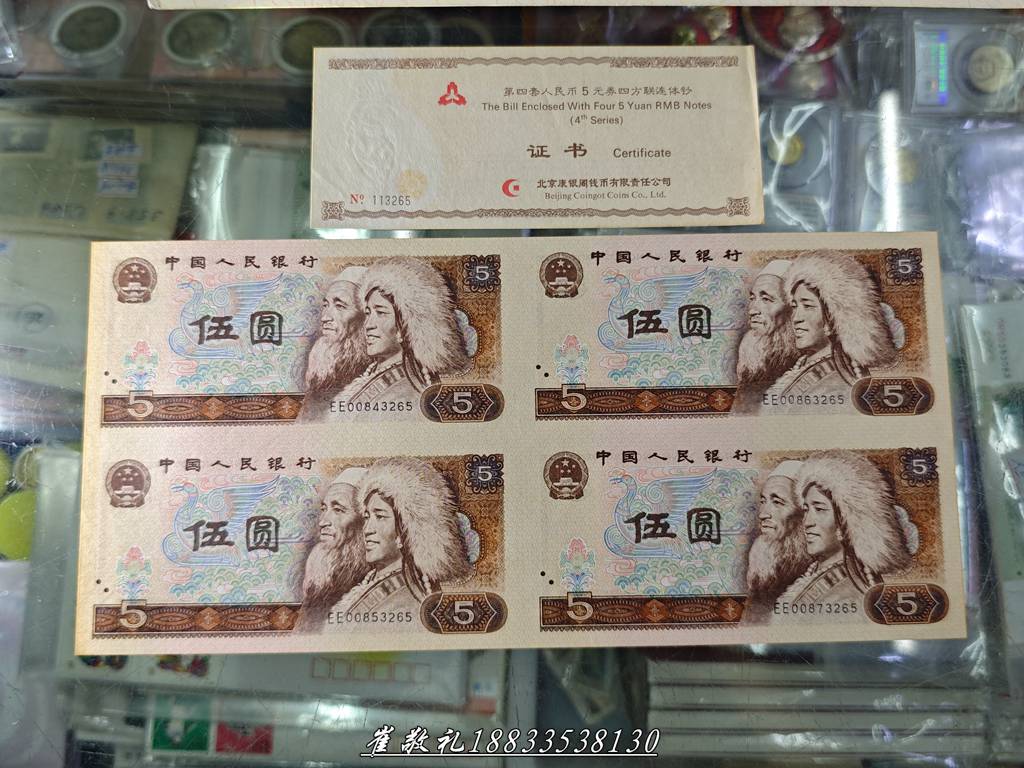 第四套人民币5元券四方联连体钞
The Bill Enclosed With Four 5 Yuan RMB Notes
(4th Series)
证书 Certificate
北京康银阁钱币有限责任公司
Beijing Coingot Coins Co., Ltd.
№ 113265
中国人民银行
5
伍圆
EE00843265
5
5
中国人民银行
5
伍圆
EE00863265
5
5
中国人民银行
5
伍圆
EE00853265
5
5
中国人民银行
5
伍圆
EE00873265
5
5
崔敬礼18833538130